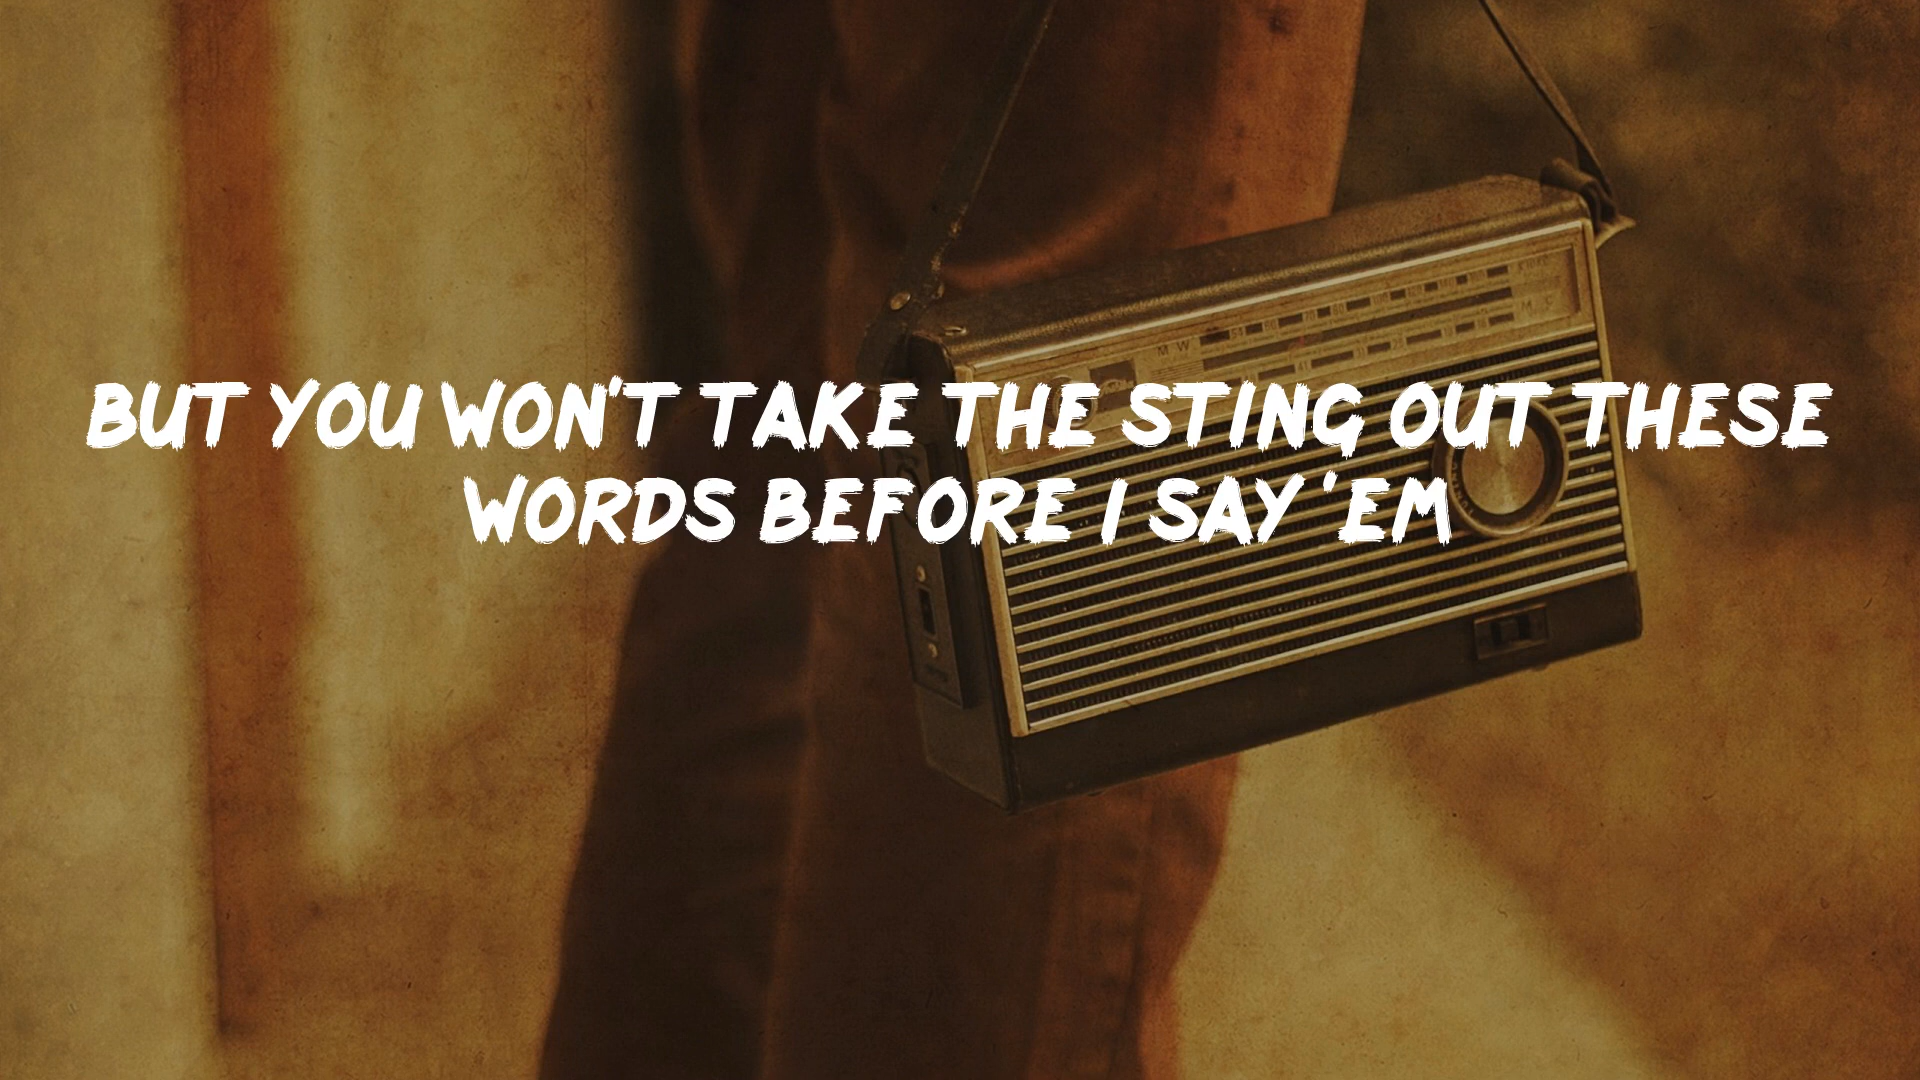 BUT YOU WON'T TAKE THE STING OUT THESE
WORDS BEFORE I SAY 'EM
M W